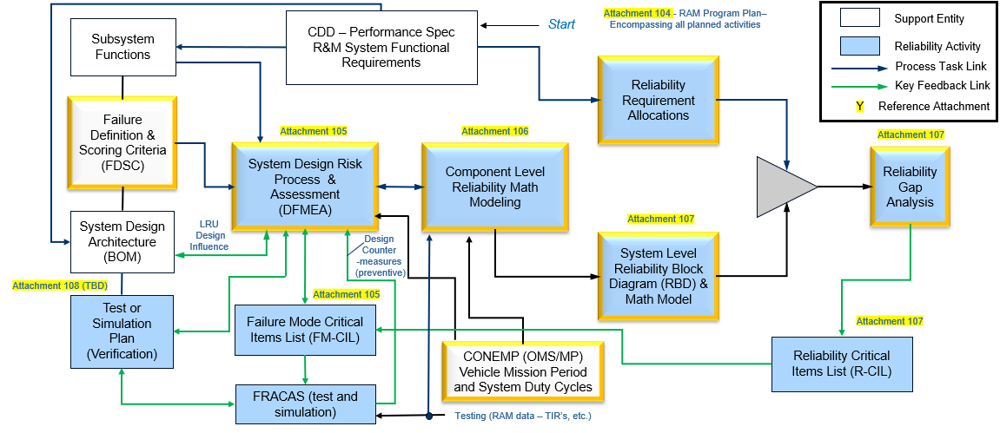 Attachment 104 - RAM Program Plan–
Encompassing all planned activities
Start
CDD – Performance Spec
R&M System Functional
Requirements
Subsystem
Functions
Support Entity
Reliability Activity
Process Task Link
Key Feedback Link
Y Reference Attachment
Reliability
Requirement
Allocations
Failure
Definition &
Scoring Criteria
(FDSC)
Attachment 105
System Design Risk
Process &
Assessment
(DFMEA)
Attachment 106
Component Level
Reliability Math
Modeling
Attachment 107
Reliability
Gap
Analysis
System Design
Architecture
(BOM)
LRU
Design
Influence
Design
Counter
-measures
(preventive)
Attachment 107
System Level
Reliability Block
Diagram (RBD) &
Math Model
Attachment 108 (TBD)
Test or
Simulation
Plan
(Verification)
Attachment 105
Failure Mode Critical
Items List (FM-CIL)
Attachment 107
Reliability Critical
Items List (R-CIL)
CONEMP (OMS/MP)
Vehicle Mission Period
and System Duty Cycles
FRACAS (test and
simulation)
Testing (RAM data – TIR's, etc.)